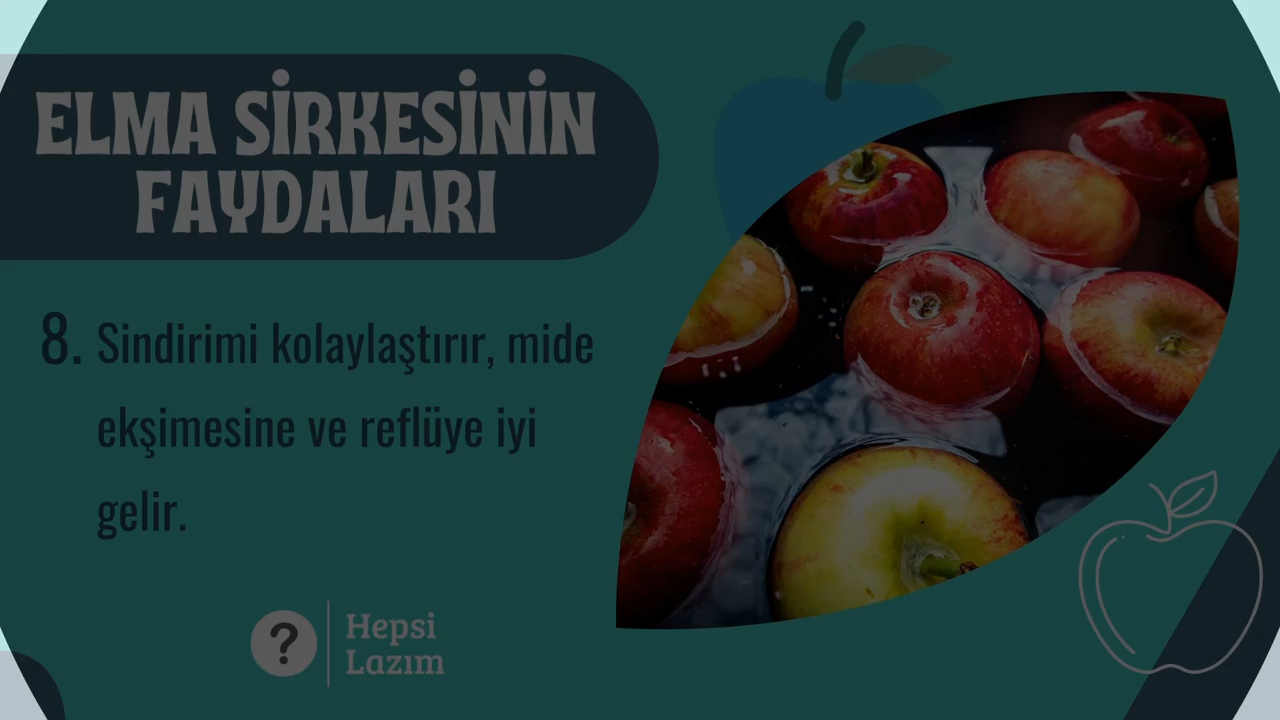 ELMA SİRKESİNİN
FAYDALARI
8. Sindirimi kolaylaştırır, mide
ekşimesine ve reflüye iyi
gelir.
?
Hepsi
Lazım